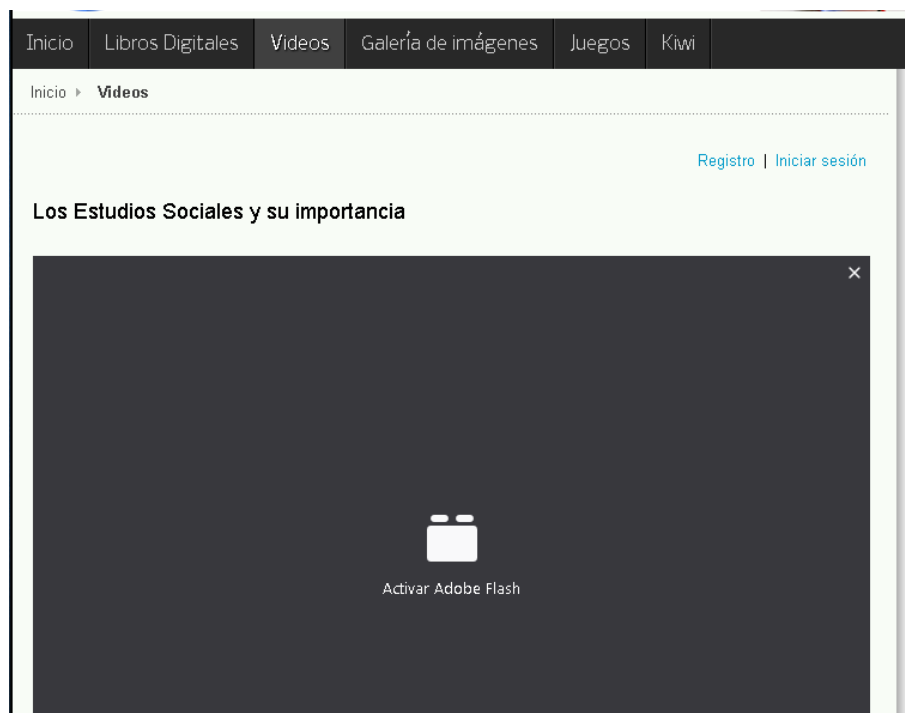 Inicio Libros Digitales Videos Galería de imágenes Juegos Kiwi
Inicio Videos
Registro | Iniciar sesión
Los Estudios Sociales y su importancia
Activar Adobe Flash